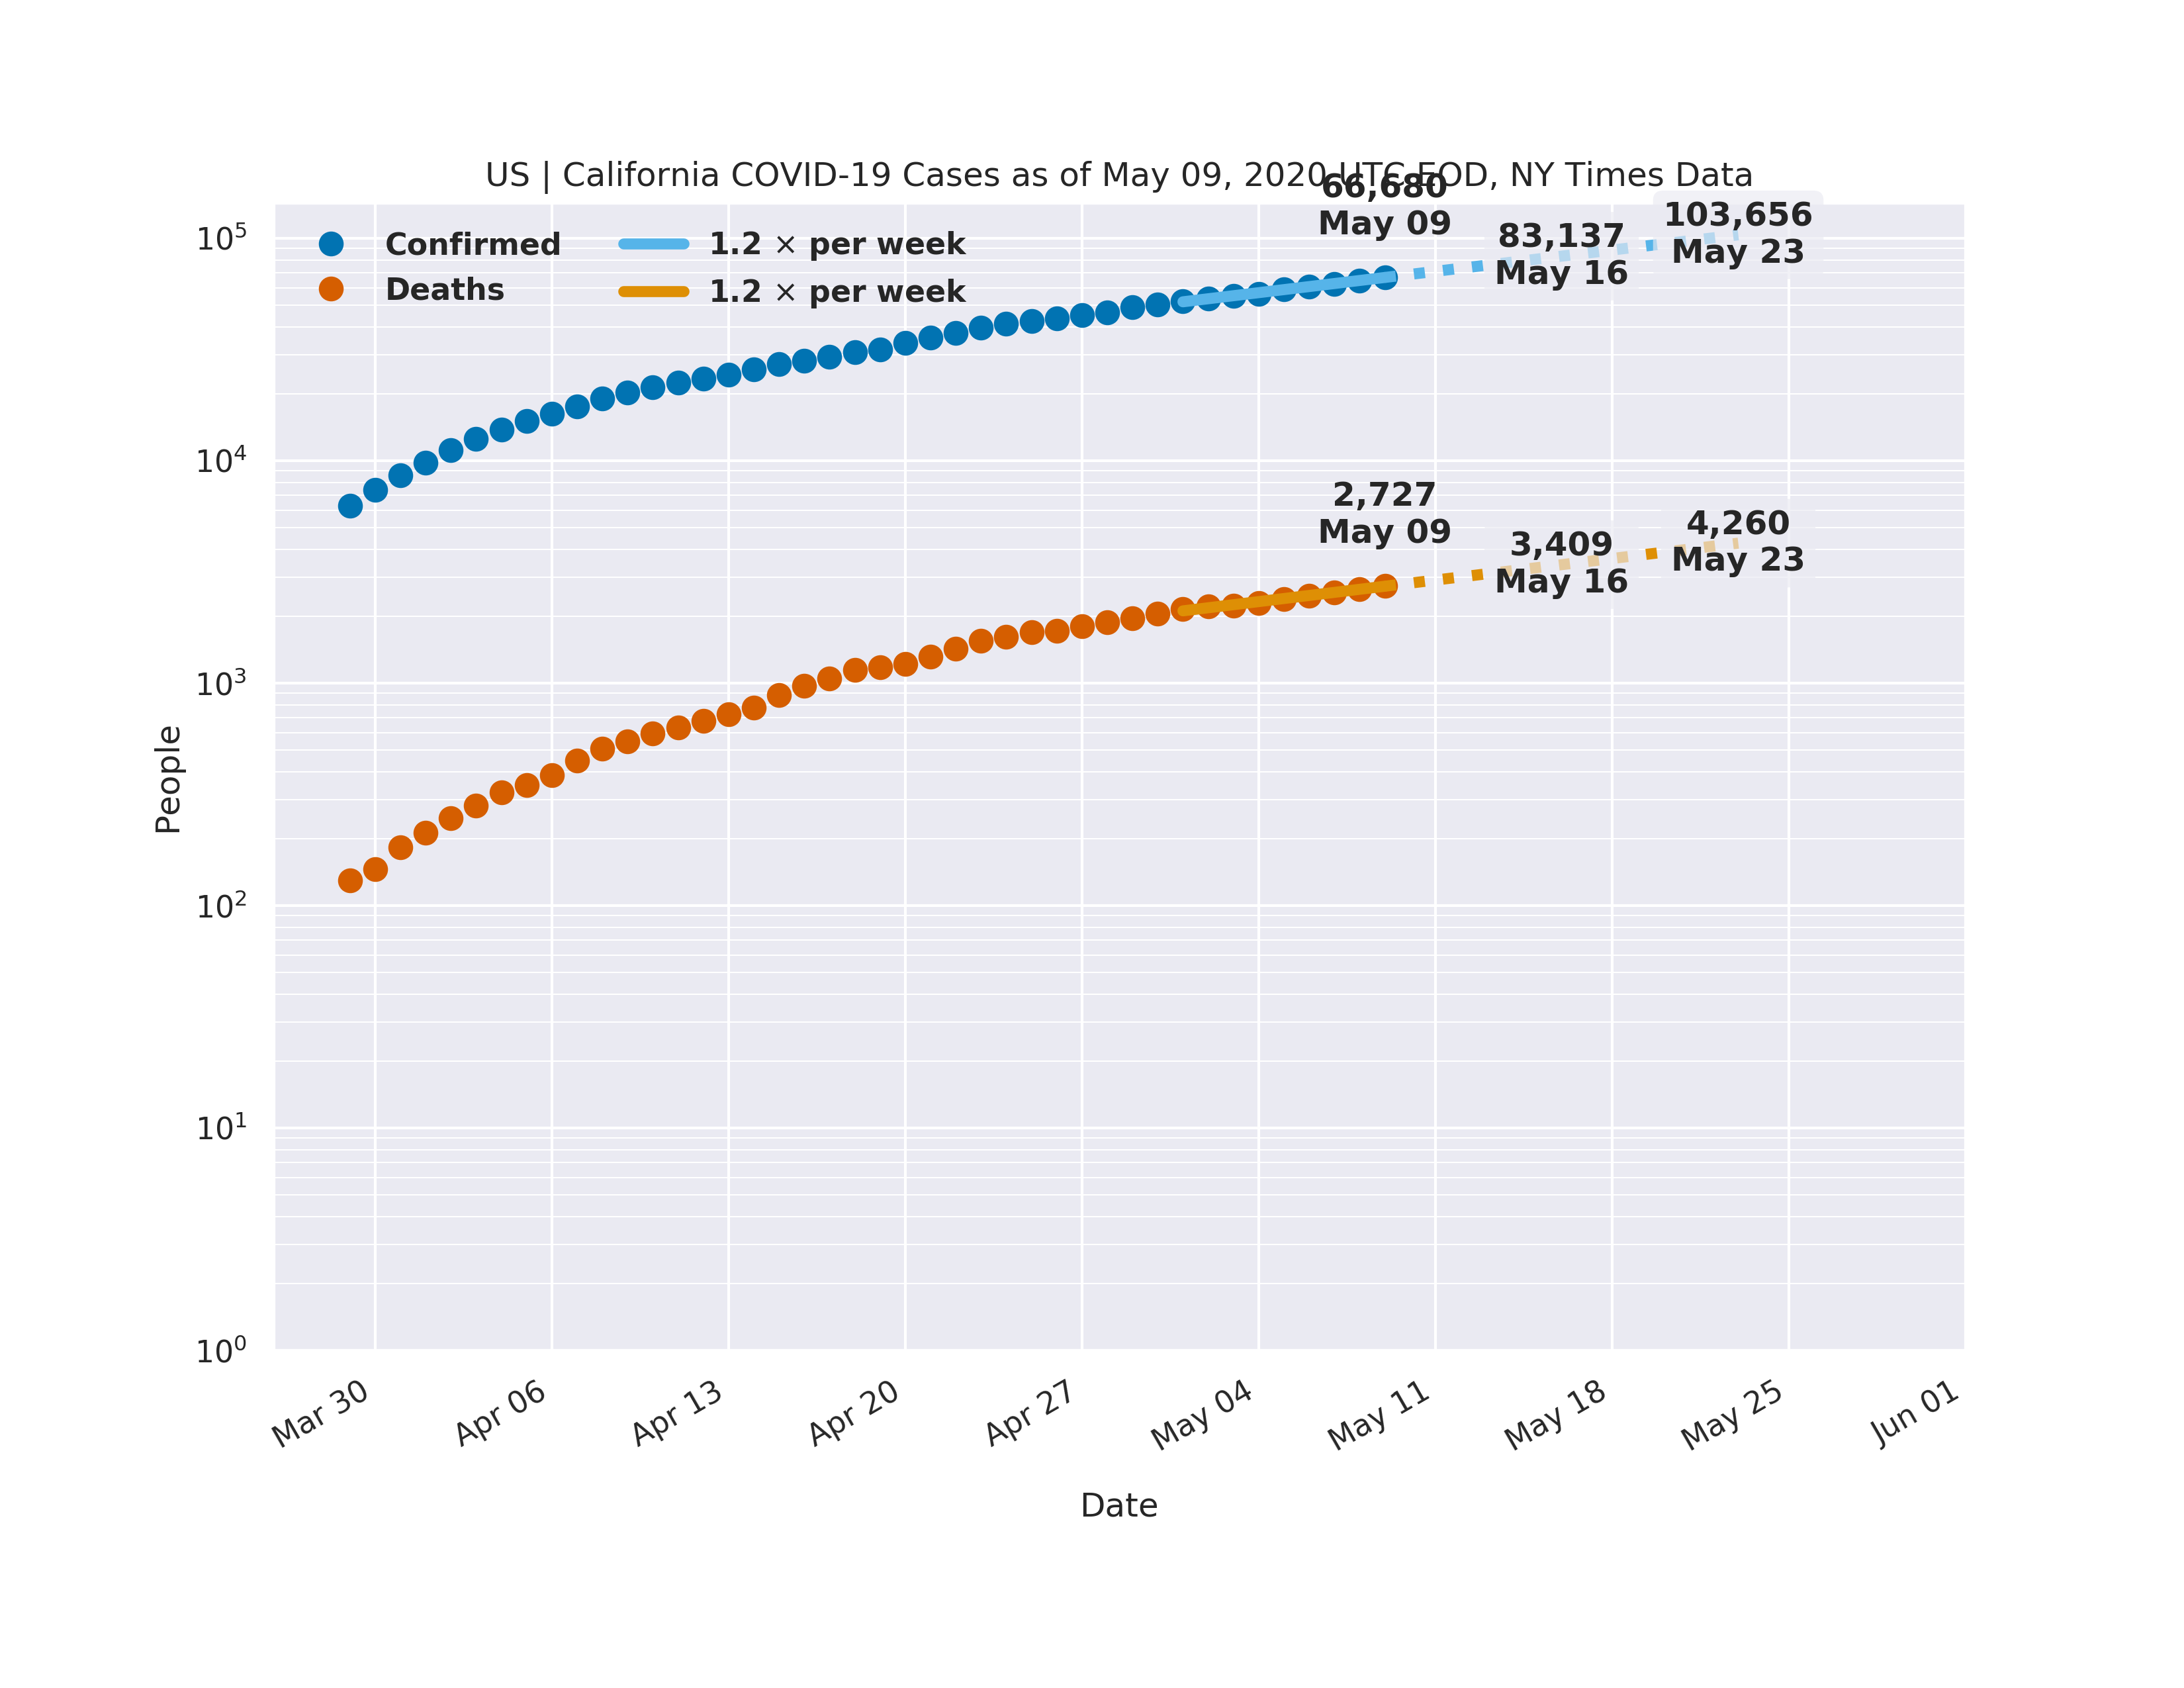 US | California COVID-19 Cases as of May 09, 2020 UTC EOD, NY Times Data
66,680
May 09
83,137
May 16
103,656
May 23
Confirmed
Deaths
1.2 × per week
1.2 × per week
2,727
May 09
3,409
May 16
4,260
May 23
People
10⁵
10⁴
10³
10²
10¹
10⁰
Mar 30
Apr 06
Apr 13
Apr 20
Apr 27
May 04
May 11
May 18
May 25
Jun 01
Date